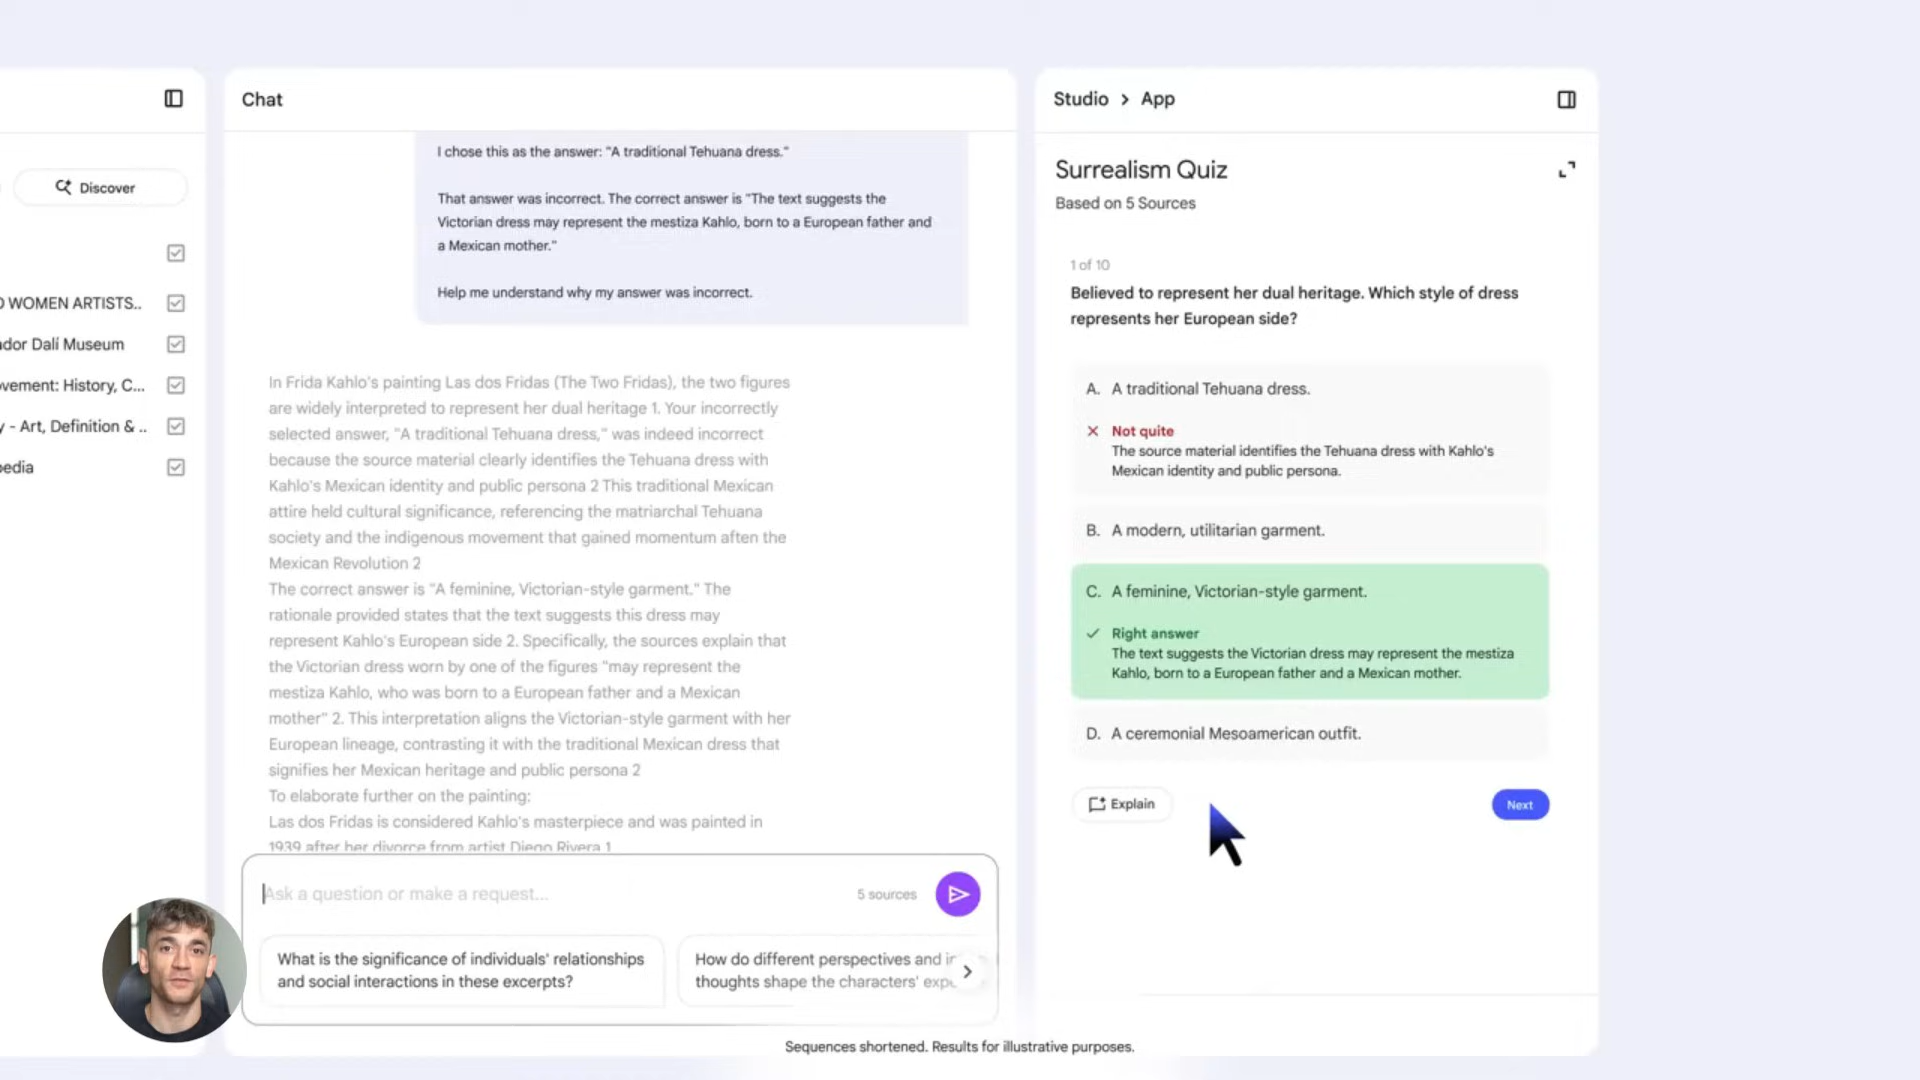 Discover
O WOMEN ARTISTS..
ador Dalí Museum
ovement: History, C...
y - Art, Definition & ..
pedia
Chat
I chose this as the answer: "A traditional Tehuana dress."
That answer was incorrect. The correct answer is "The text suggests the
Victorian dress may represent the mestiza Kahlo, born to a European father and
a Mexican mother."
Help me understand why my answer was incorrect.
In Frida Kahlo's painting Las dos Fridas (The Two Fridas), the two figures
are widely interpreted to represent her dual heritage 1. Your incorrectly
selected answer, "A traditional Tehuana dress," was indeed incorrect
because the source material clearly identifies the Tehuana dress with
Kahlo's Mexican identity and public persona 2 This traditional Mexican
attire held cultural significance, referencing the matriarchal Tehuana
society and the indigenous movement that gained momentum aften the
Mexican Revolution 2
The correct answer is "A feminine, Victorian-style garment." The
rationale provided states that the text suggests this dress may
represent Kahlo's European side 2. Specifically, the sources explain that
the Victorian dress worn by one of the figures "may represent the
mestiza Kahlo, who was born to a European father and a Mexican
mother" 2. This interpretation aligns the Victorian-style garment with her
European lineage, contrasting it with the traditional Mexican dress that
signifies her Mexican heritage and public persona 2
To elaborate further on the painting:
Las dos Fridas is considered Kahlo's masterpiece and was painted in
1939 after her divorce from artist Diego Rivera 1
Ask a question or make a request...
5 sources
What is the significance of individuals' relationships
and social interactions in these excerpts?
How do different perspectives and
thoughts shape the characters'
Studio > App
Surrealism Quiz
Based on 5 Sources
1 of 10
Believed to represent her dual heritage. Which style of dress
represents her European side?
A. A traditional Tehuana dress.
Not quite
The source material identifies the Tehuana dress with Kahlo's
Mexican identity and public persona.
B. A modern, utilitarian garment.
C. A feminine, Victorian-style garment.
Right answer
The text suggests the Victorian dress may represent the mestiza
Kahlo, born to a European father and a Mexican mother.
D. A ceremonial Mesoamerican outfit.
Explain
Next
Sequences shortened. Results for illustrative purposes.